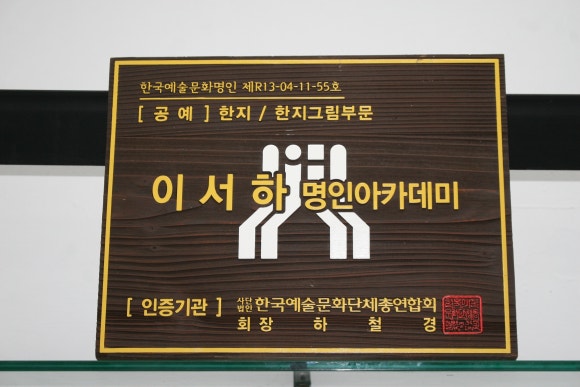 한국예술문화명인 제R13-04-11-55호
[ 공 예 ] 한지 / 한지그림부문
이 서 하 명인아카데미
[ 인증기관 ] 사단법인 한국예술문화단체총연합회
회 장 하 철 경